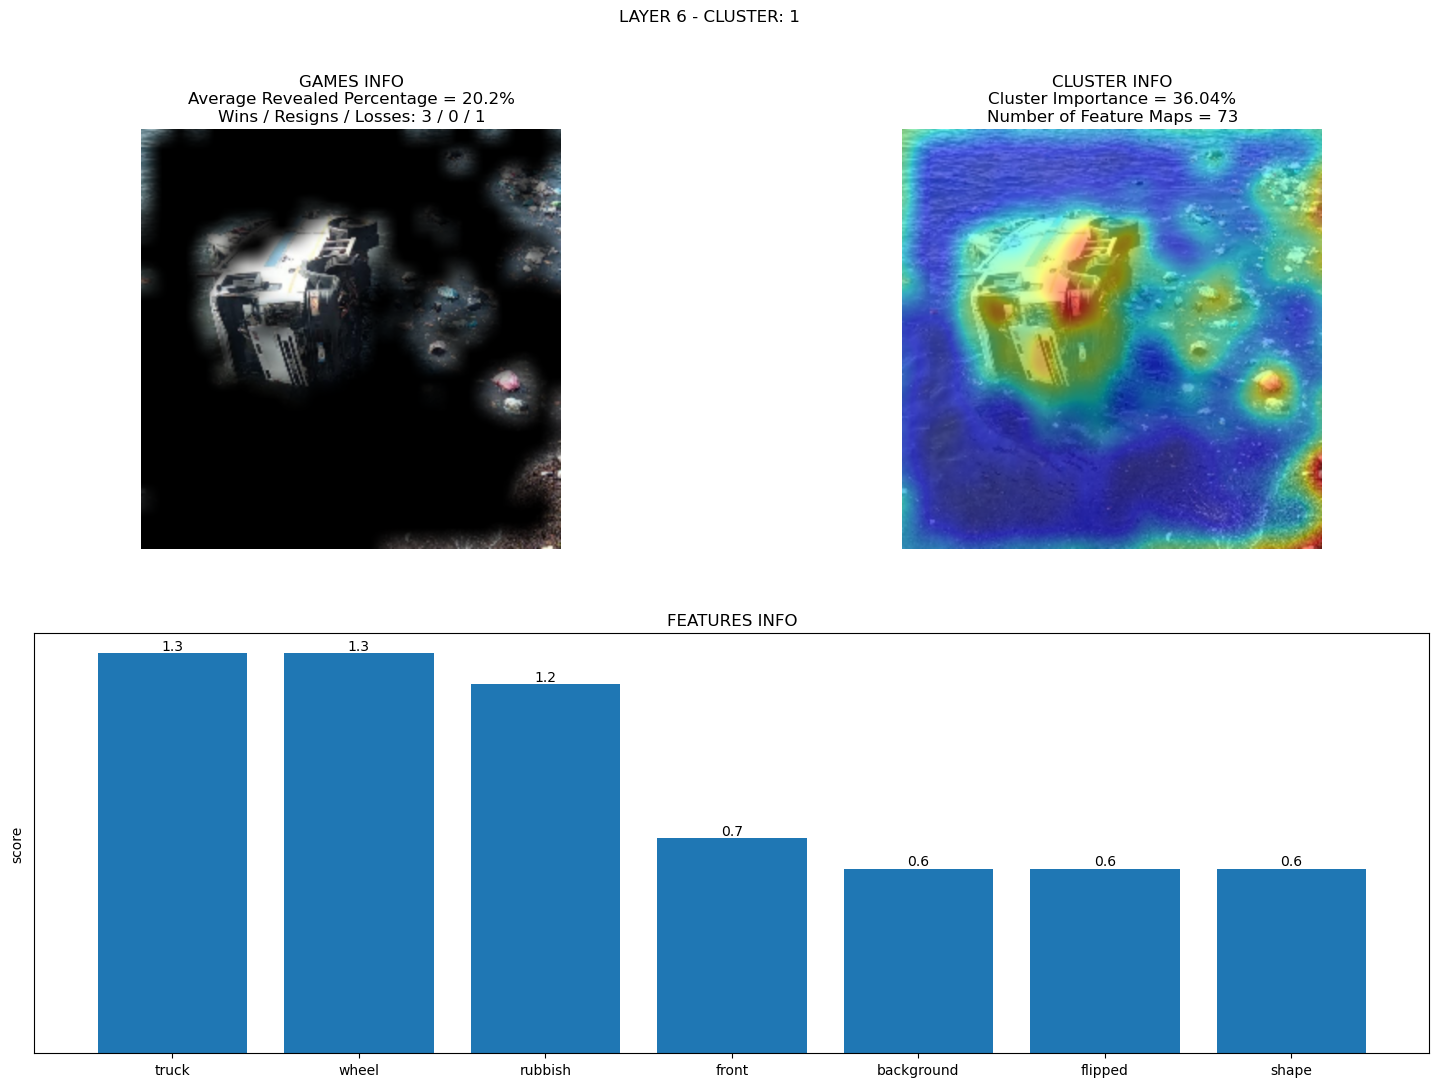 LAYER 6 - CLUSTER: 1
GAMES INFO
Average Revealed Percentage = 20.2%
Wins / Resigns / Losses: 3 / 0 / 1
CLUSTER INFO
Cluster Importance = 36.04%
Number of Feature Maps = 73
FEATURES INFO
score
1.3
1.3
1.2
0.7
0.6
0.6
0.6
truck
wheel
rubbish
front
background
flipped
shape